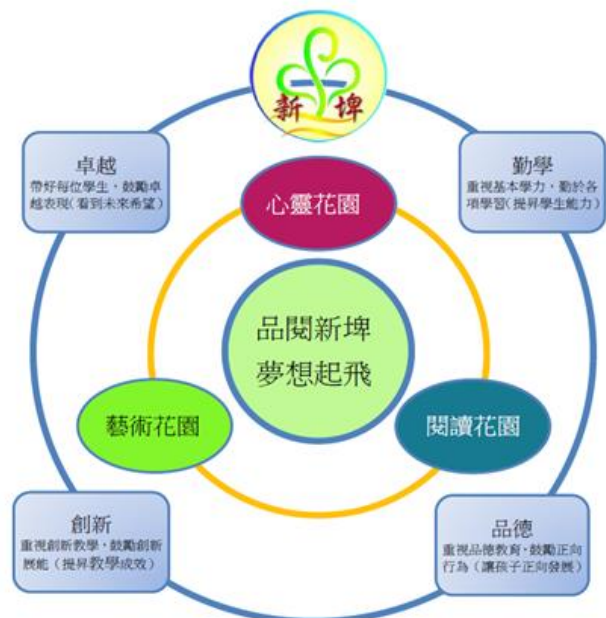 新埤
卓越
帶好每位學生，鼓勵卓
越表現（看到未來希望）
勤學
重視基本學力，勤於各
項學習（提昇學生能力）
心靈花園
品閱新埤
夢想起飛
藝術花園
閱讀花園
創新
重視創新教學，鼓勵創新
展能（提昇教學成效）
品德
重視品德教育，鼓勵正向
行為（讓孩子正向發展）